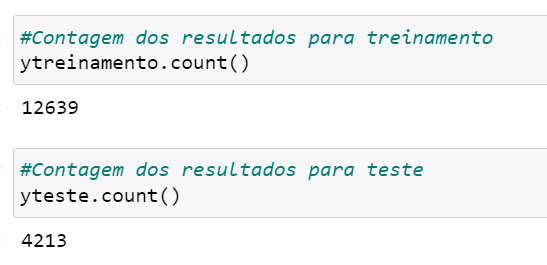 #Contagem dos resultados para treinamento
ytreinamento.count()
12639
#Contagem dos resultados para teste
yteste.count()
4213